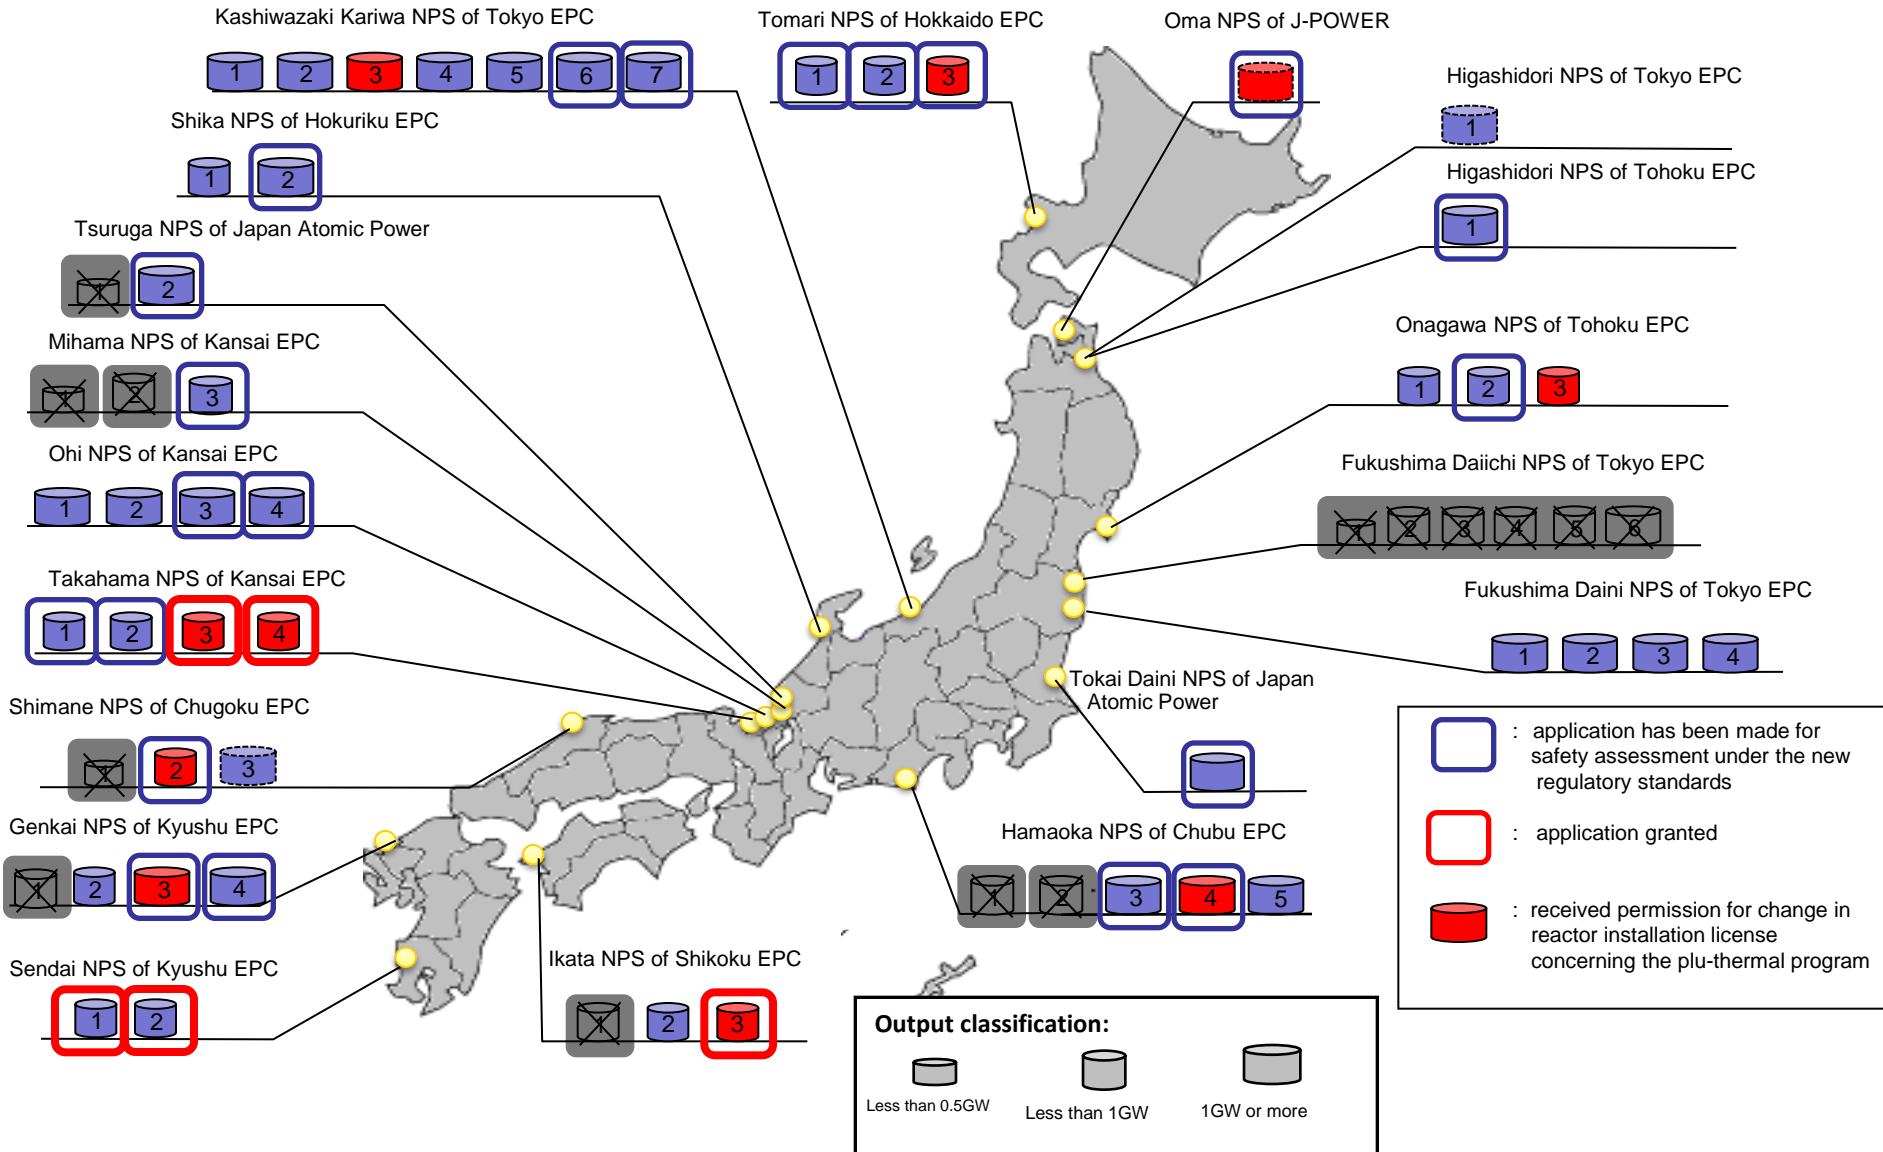 Kashiwazaki Kariwa NPS of Tokyo EPC
1 2 3 4 5 6 7
Tomari NPS of Hokkaido EPC
1 2 3
Oma NPS of J-POWER
Higashidori NPS of Tokyo EPC
1
Shika NPS of Hokuriku EPC
1 2
Higashidori NPS of Tohoku EPC
1
Tsuruga NPS of Japan Atomic Power
1 2
Mihama NPS of Kansai EPC
1 2 3
Onagawa NPS of Tohoku EPC
1 2 3
Ohi NPS of Kansai EPC
1 2 3 4
Fukushima Daiichi NPS of Tokyo EPC
1 2 3 4 5 6
Takahama NPS of Kansai EPC
1 2 3 4
Fukushima Daini NPS of Tokyo EPC
1 2 3 4
Tokai Daini NPS of Japan
Atomic Power
Shimane NPS of Chugoku EPC
1 2 3
Genkai NPS of Kyushu EPC
1 2 3 4
Hamaoka NPS of Chubu EPC
1 2 3 4 5
Sendai NPS of Kyushu EPC
1 2
Ikata NPS of Shikoku EPC
1 2 3
: application has been made for
safety assessment under the new
regulatory standards
: application granted
: received permission for change in
reactor installation license
concerning the plu-thermal program
Output classification:
Less than 0.5GW
Less than 1GW
1GW or more